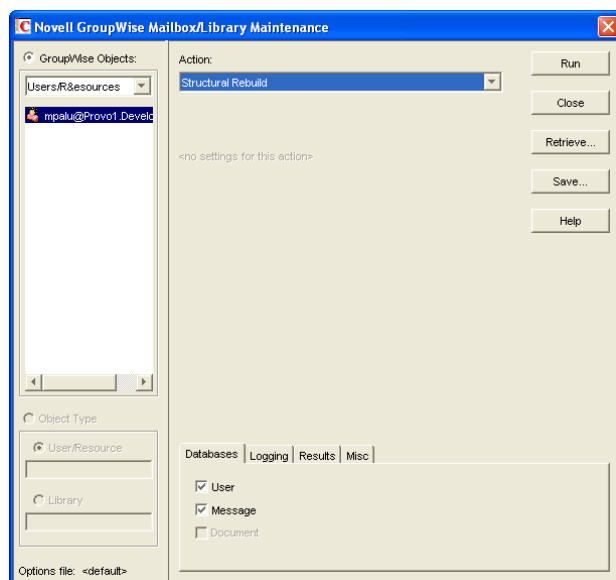 Novell GroupWise Mailbox/Library Maintenance
GroupWise Objects:
Users/R&esources
mpalu@Provo1.Develo
Action:
Structural Rebuild
<no settings for this action>
Run
Close
Retrieve...
Save...
Help
Object Type
User/Resource
Library
Options file: <default>
Databases
Logging
Results
Misc
User
Message
Document